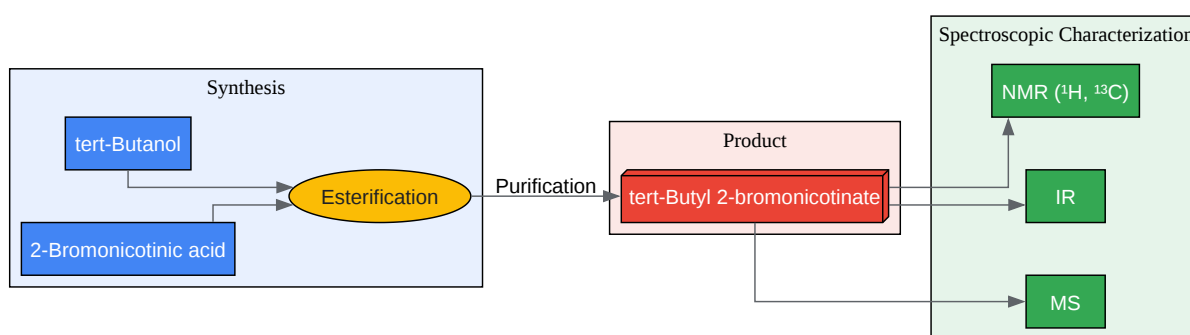 Synthesis
tert-Butanol
2-Bromonicotinic acid
Esterification
Purification
Product
tert-Butyl 2-bromonicotinate
Spectroscopic Characterization
NMR (¹H, ¹³C)
IR
MS